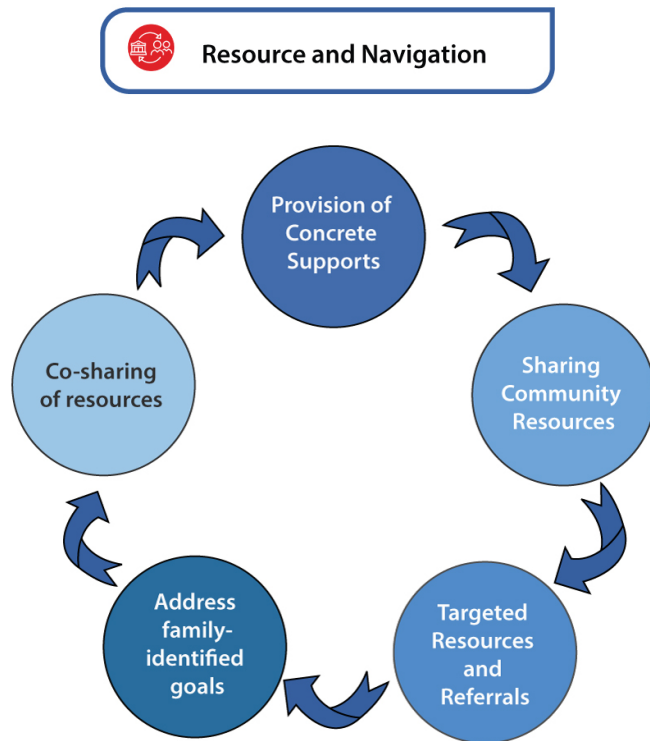 Resource and Navigation
Provision of
Concrete
Supports
Sharing
Community
Resources
Targeted
Resources
and
Referrals
Address
family-
identified
goals
Co-sharing
of resources